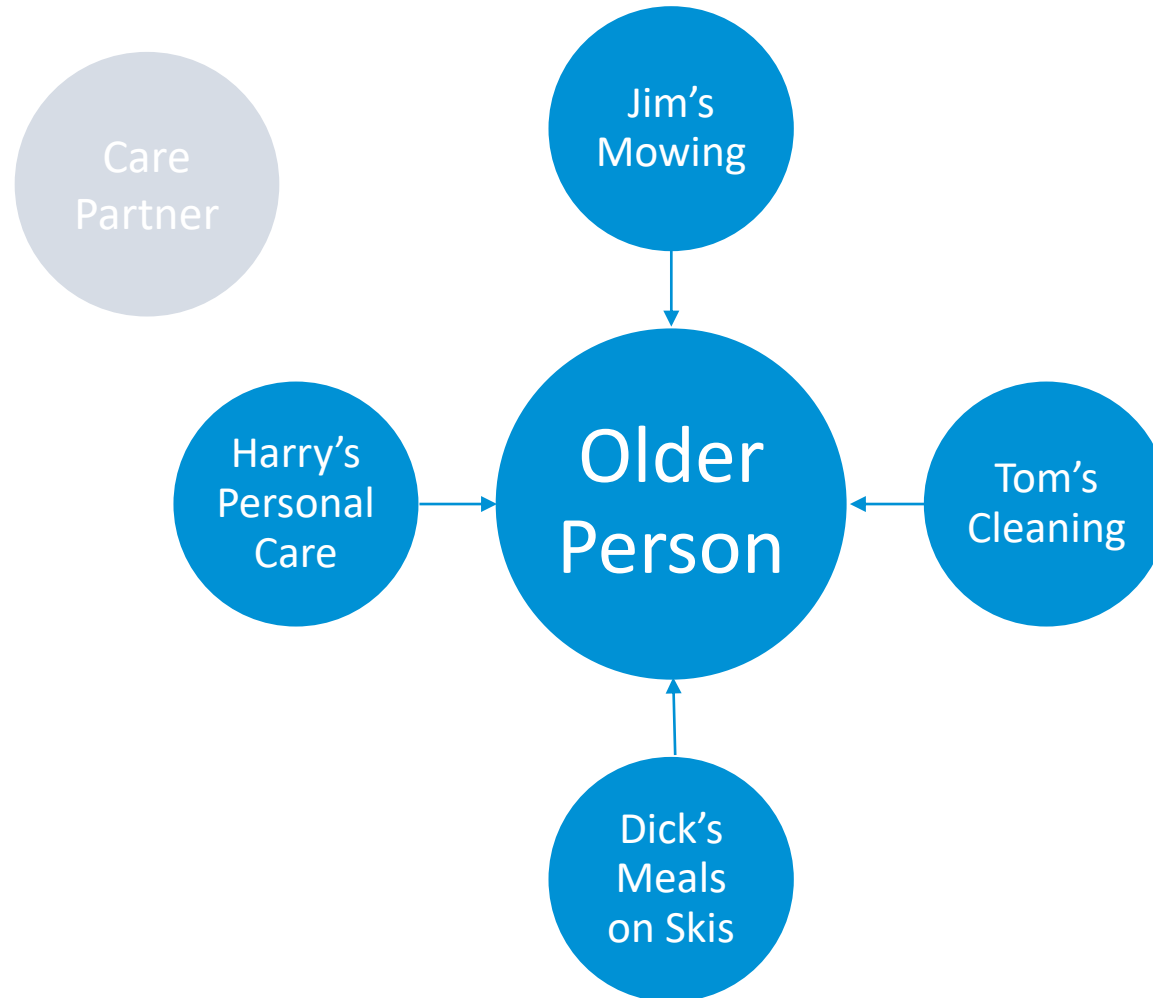 Care
Partner
Jim’s
Mowing
Harry’s
Personal
Care
Older
Person
Tom’s
Cleaning
Dick’s
Meals
on Skis